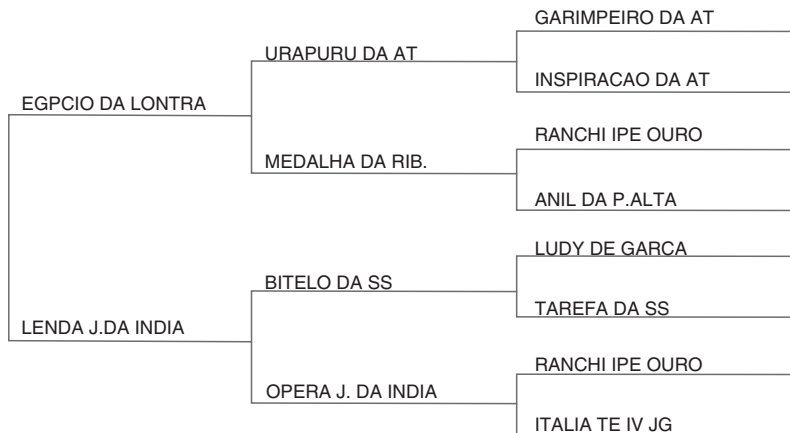 GARIMPEIRO DA AT
URAPURU DA AT
INSPIRACAO DA AT
EGPCIO DA LONTRA
RANCHI IPE OURO
MEDALHA DA RIB.
ANIL DA P.ALTA
LUDY DE GARCA
BITELO DA SS
TAREFA DA SS
LENDA J.DA INDIA
RANCHI IPE OURO
OPERA J. DA INDIA
ITALIA TE IV JG